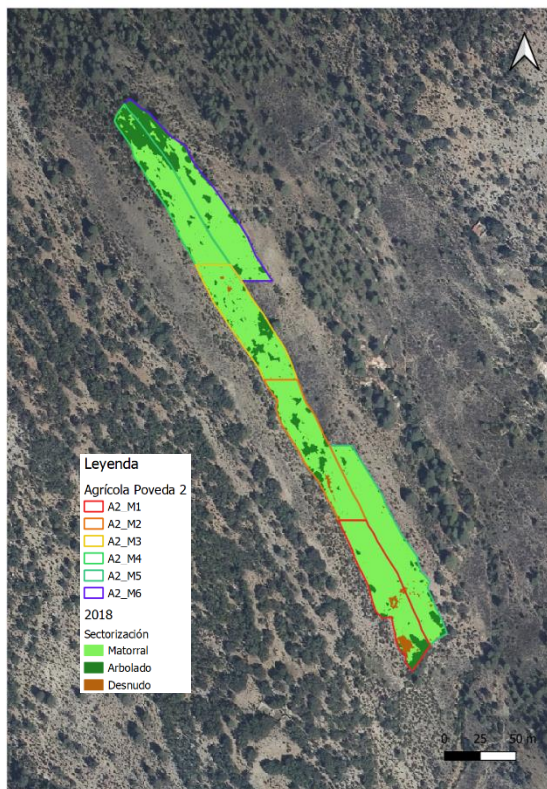 Leyenda
Agrícola Poveda 2
A2_M1
A2_M2
A2_M3
A2_M4
A2_M5
A2_M6
2018
Sectorización
Matorral
Arbolado
Desnudo
0 25 50 m